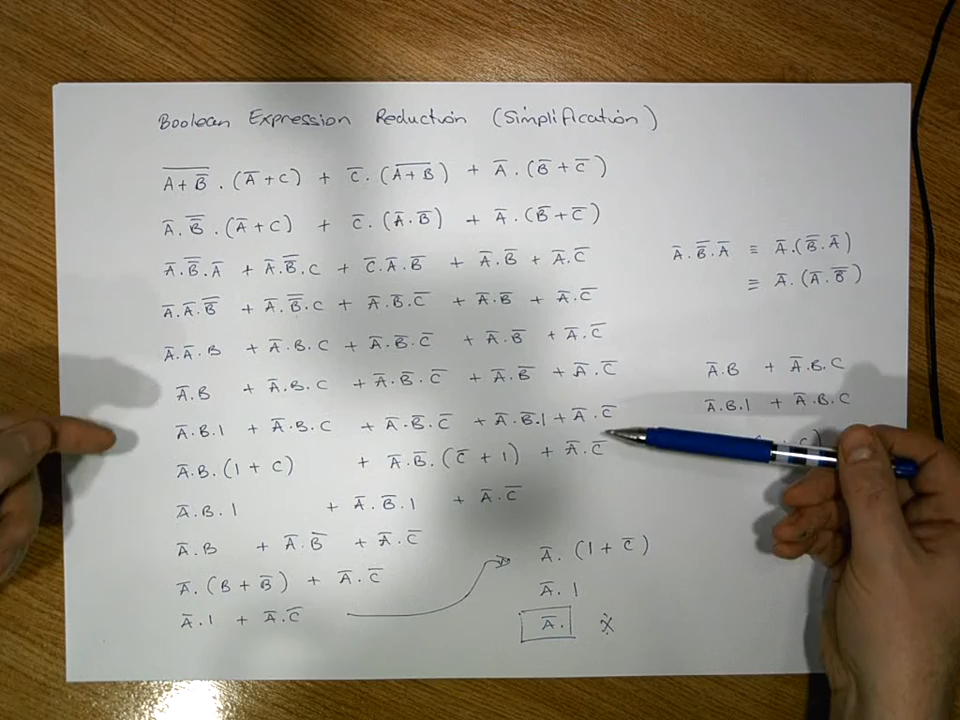 Boolean Expression Reduction (Simplification)
A̅+̅B̅̅ . (A̅+C) + C̅. (A̅+̅B̅) + A̅ . (B̅+C̅)
A̅.B̅̅ .(A̅+C) + C̅. (A̅.B̅) + A̅ . (B̅+C̅)
A̅.B̅̅.A̅ + A̅.B̅̅.C + C̅.A̅.B̅ + A̅.B̅ + A̅.C̅
A̅.A̅.B̅̅ + A̅.B̅̅.C + A̅.B̅.C̅ + A̅.B̅ + A̅.C̅
A̅.A̅.B + A̅.B.C + A̅.B̅.C̅ + A̅.B̅ + A̅.C̅
A̅.B + A̅.B.C + A̅.B̅.C̅ + A̅.B̅ + A̅.C̅
A̅.B.1 + A̅.B.C + A̅.B̅.C̅ + A̅.B̅.1 + A̅.C̅
A̅.B.(1 + C) + A̅.B̅.(C̅ + 1) + A̅.C̅
A̅.B.1 + A̅.B̅.1 + A̅.C̅
A̅.B + A̅.B̅ + A̅.C̅
A̅.(B + B̅) + A̅.C̅
A̅.1 + A̅.C̅
A̅. (1 + C̅)
A̅. 1
A̅.
A̅.B̅̅.A̅ ≡ A̅.(B̅̅.A̅)
≡ A̅.(A̅.B̅̅)
A̅.B + A̅.B.C
A̅.B.1 + A̅.B.C